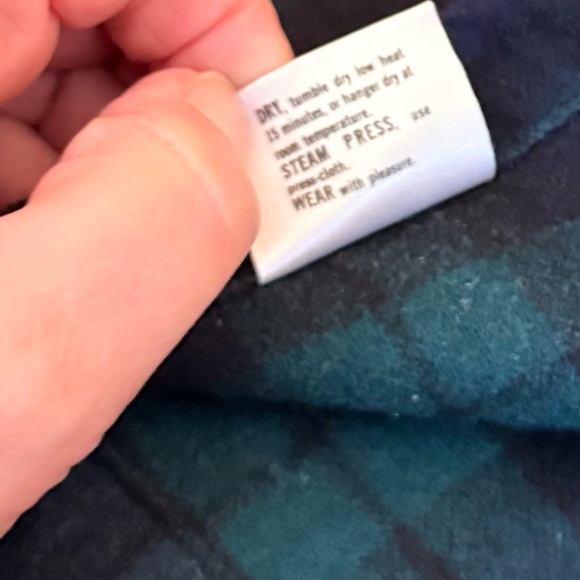 DRY, tumble dry low heat
15 minutes, or hanger dry at
room temperature.
STEAM PRESS, use
press-cloth.
WEAR with pleasure.